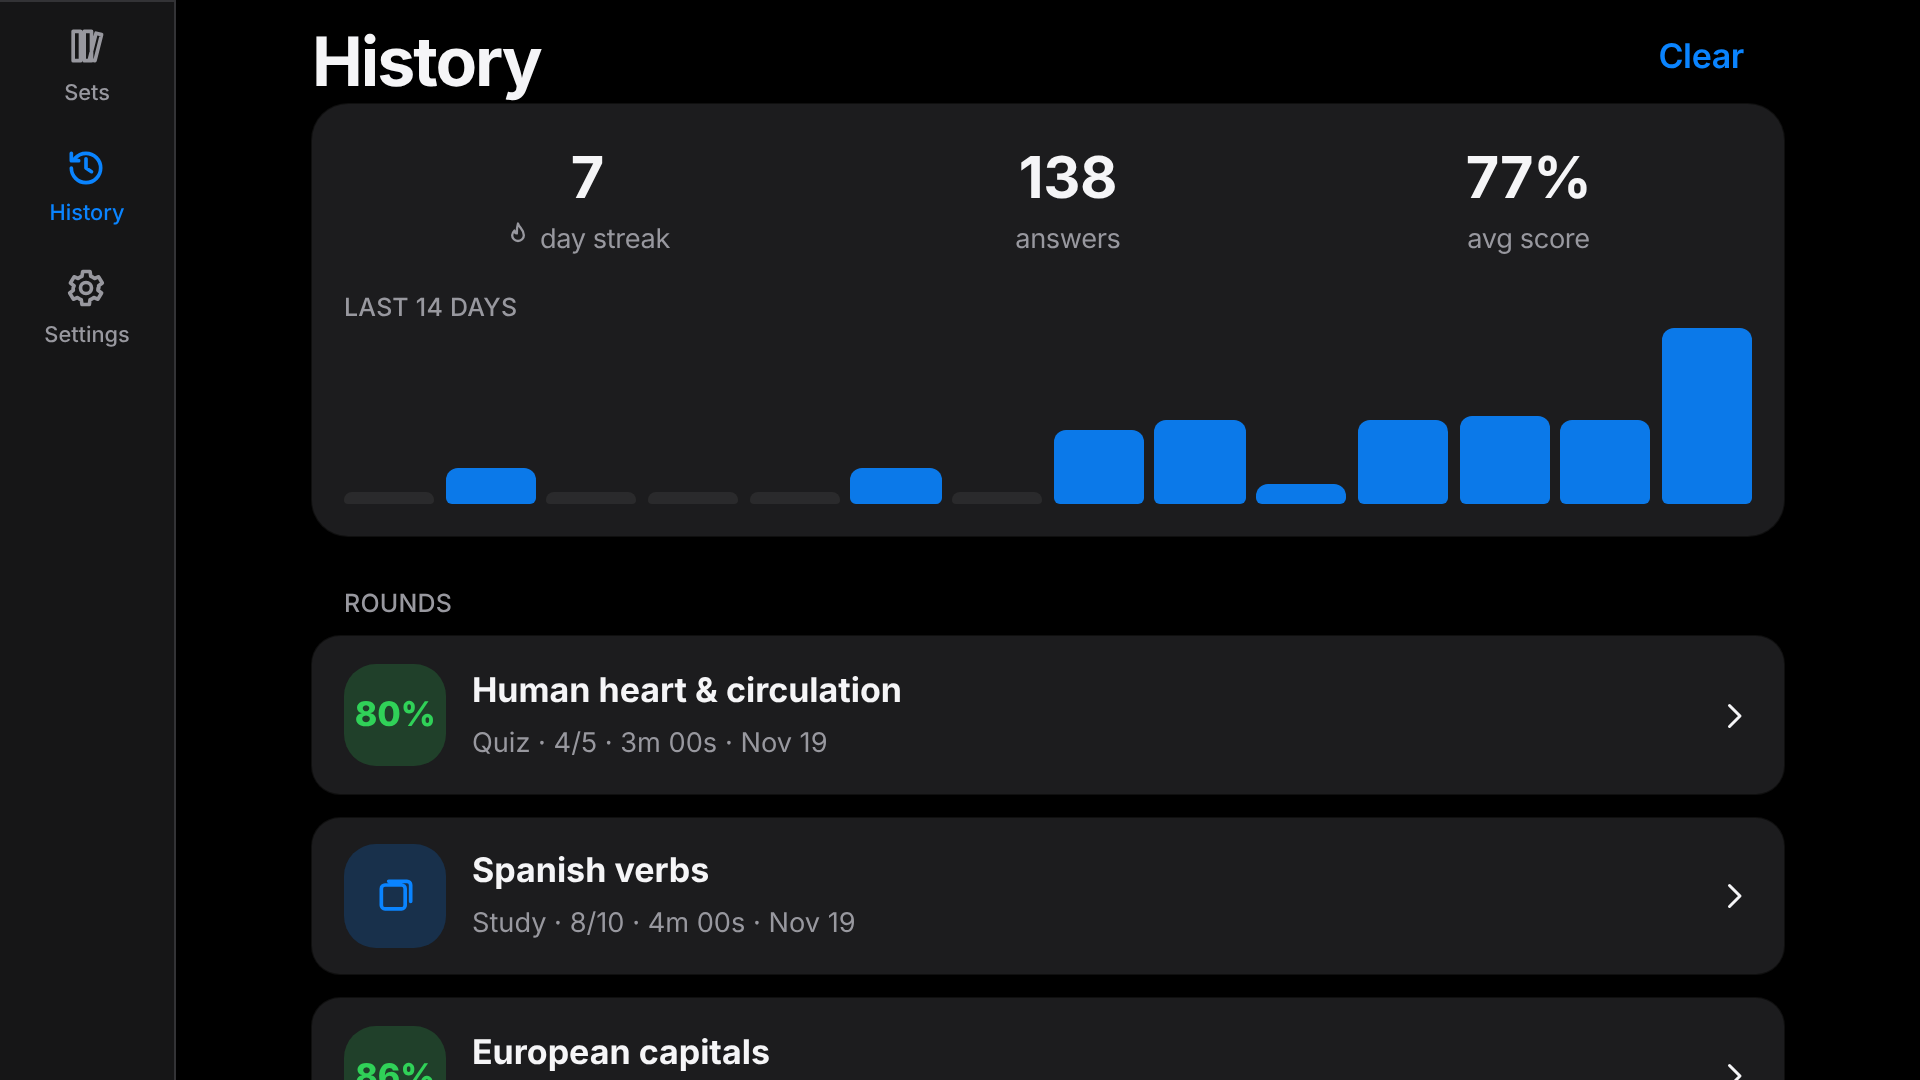 Sets
History
Settings
History
Clear
7
day streak
138
answers
77%
avg score
LAST 14 DAYS
ROUNDS
80%
Human heart & circulation
Quiz · 4/5 · 3m 00s · Nov 19
Spanish verbs
Study · 8/10 · 4m 00s · Nov 19
86%
European capitals